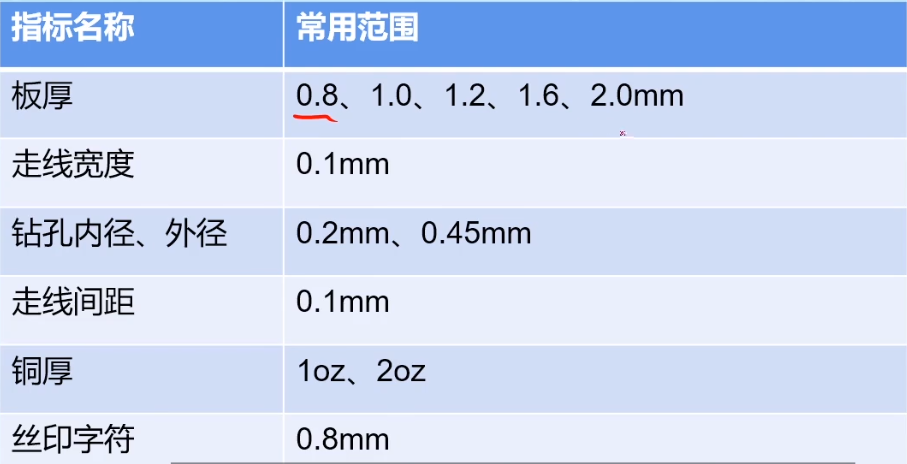 指标名称 常用范围
板厚 0.8、1.0、1.2、1.6、2.0mm
走线宽度 0.1mm
钻孔内径、外径 0.2mm、0.45mm
走线间距 0.1mm
铜厚 1oz、2oz
丝印字符 0.8mm